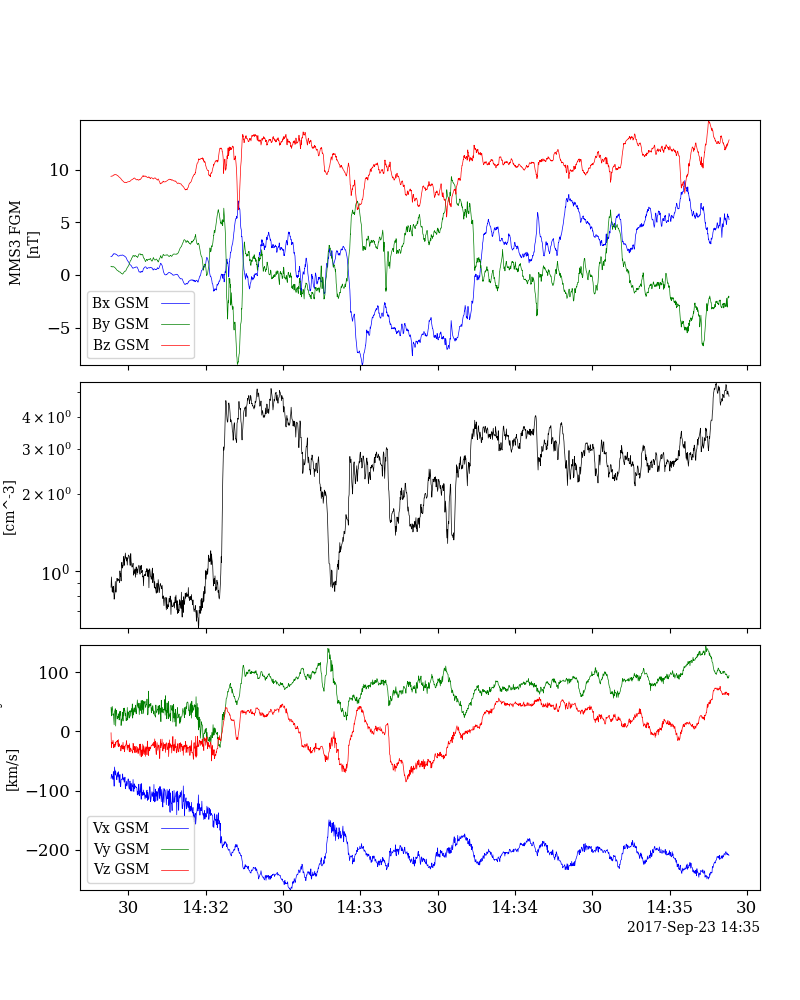 MMS3 FGM
[nT]
10
5
0
−5
Bx GSM
By GSM
Bz GSM
[cm^-3]
4 × 10⁰
3 × 10⁰
2 × 10⁰
10⁰
[km/s]
100
0
−100
−200
Vx GSM
Vy GSM
Vz GSM
30 14:32 30 14:33 30 14:34 30 14:35 30
2017-Sep-23 14:35